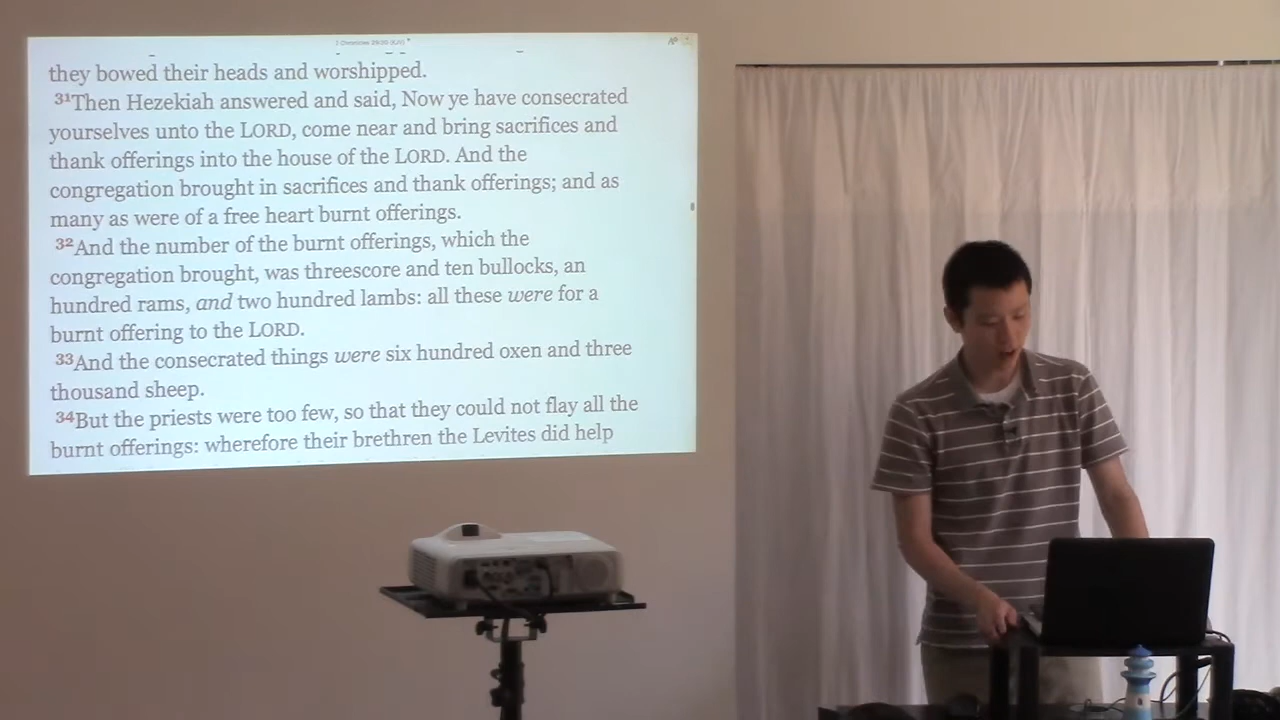 they bowed their heads and worshipped.
31Then Hezekiah answered and said, Now ye have consecrated
yourselves unto the LORD, come near and bring sacrifices and
thank offerings into the house of the LORD. And the
congregation brought in sacrifices and thank offerings; and as
many as were of a free heart burnt offerings.
32And the number of the burnt offerings, which the
congregation brought, was threescore and ten bullocks, an
hundred rams, and two hundred lambs: all these were for a
burnt offering to the LORD.
33And the consecrated things were six hundred oxen and three
thousand sheep.
34But the priests were too few, so that they could not flay all the
burnt offerings: wherefore their brethren the Levites did help